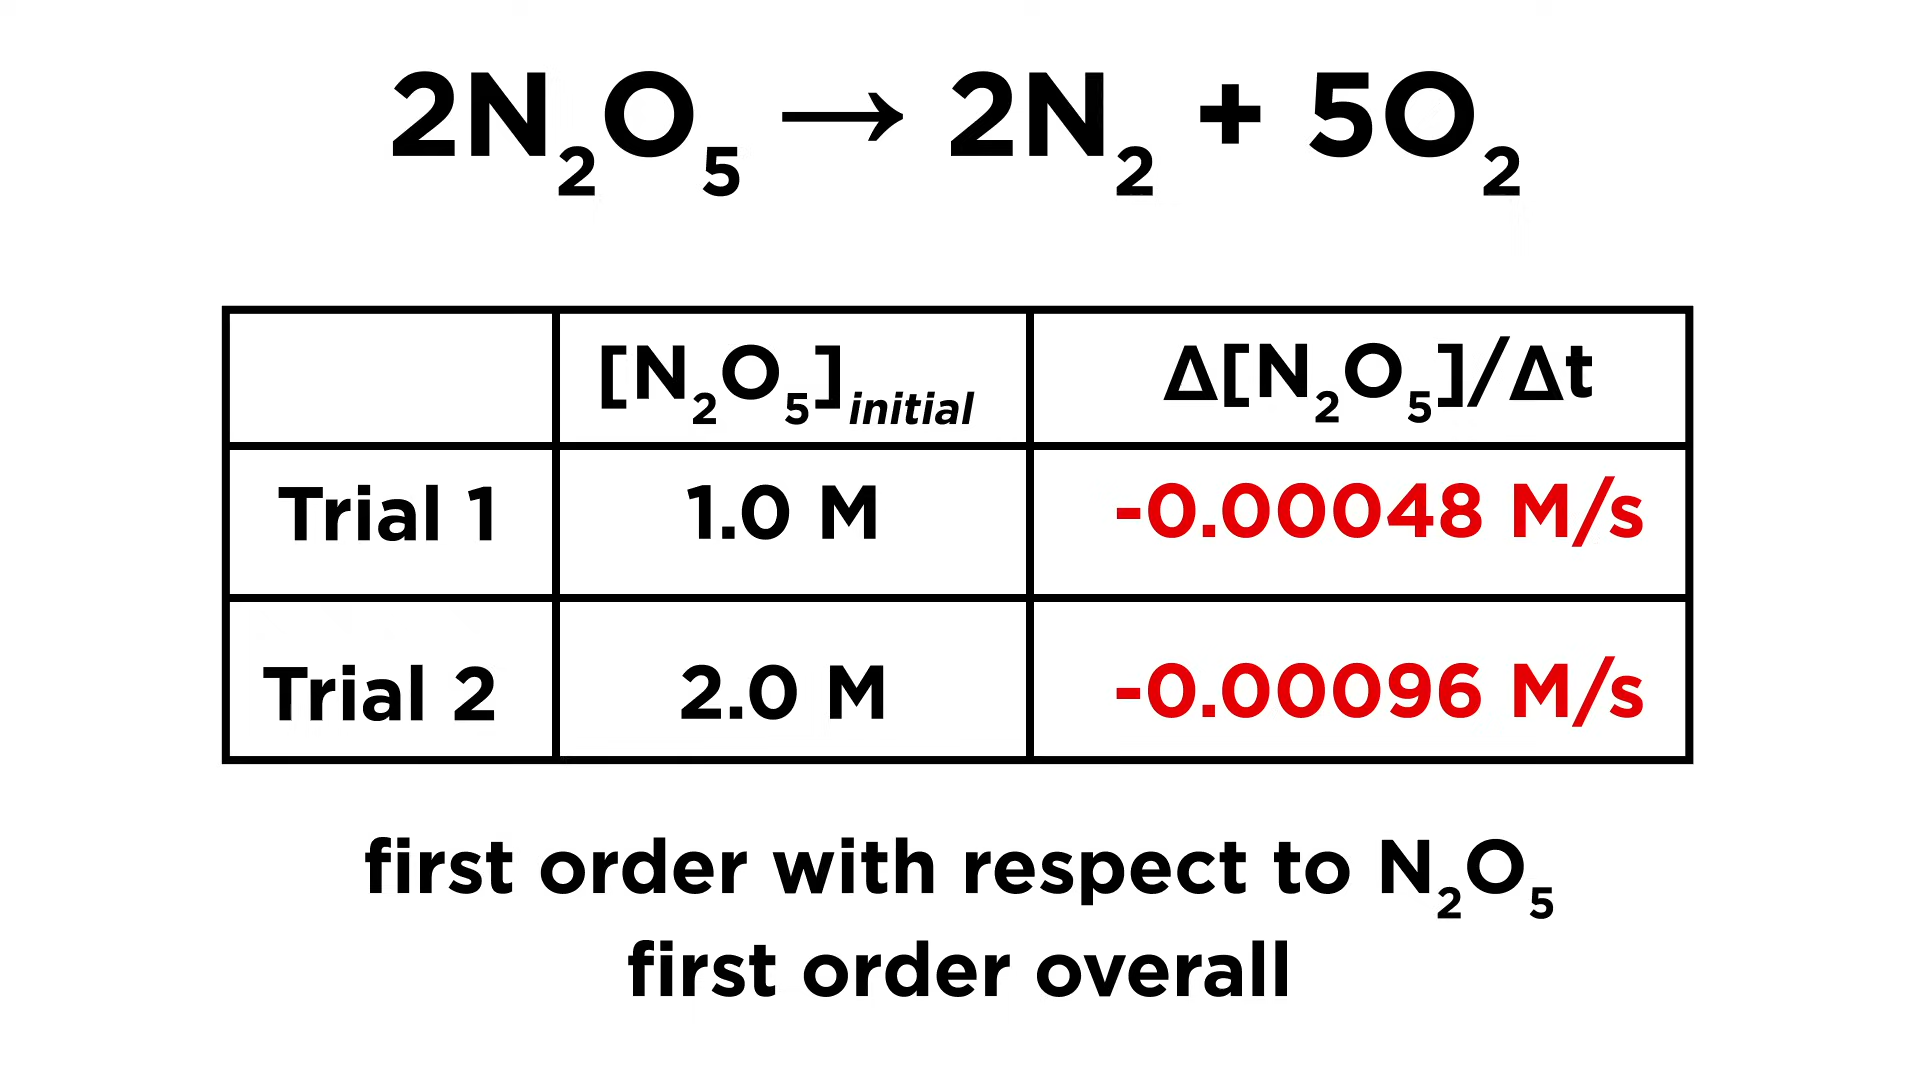 2N₂O₅ → 2N₂ + 5O₂
[N₂O₅]initial Δ[N₂O₅]/Δt
Trial 1 1.0 M -0.00048 M/s
Trial 2 2.0 M -0.00096 M/s
first order with respect to N₂O₅
first order overall